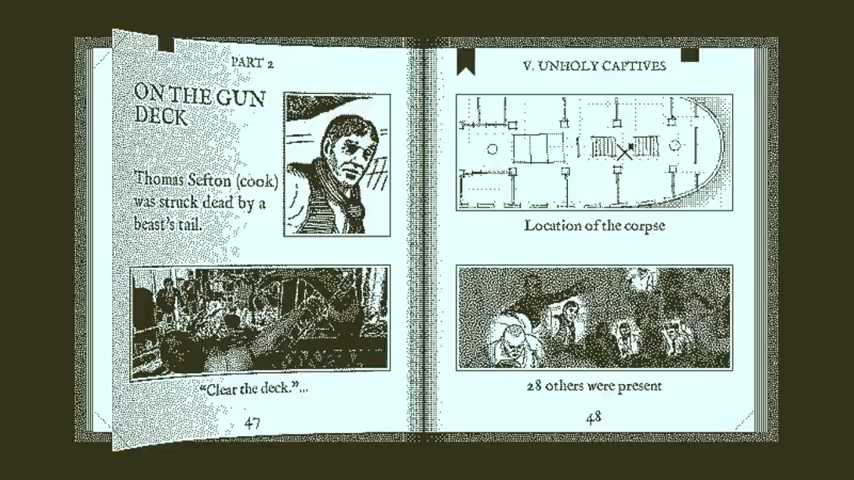 PART 2
ON THE GUN
DECK
Thomas Sefton (cook)
was struck dead by a
beast's tail.
"Clear the deck."...
47
V. UNHOLY CAPTIVES
Location of the corpse
28 others were present
48